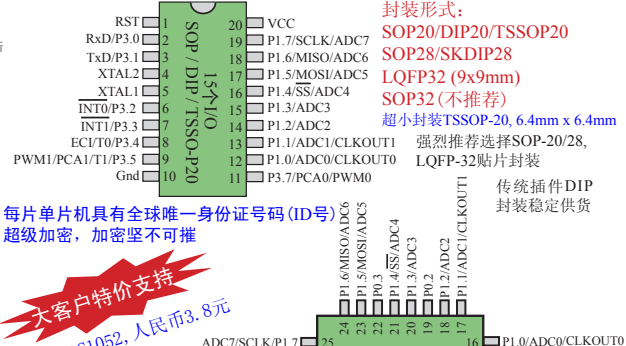 RST 1
RxD/P3.0 2
TxD/P3.1 3
XTAL2 4
XTAL1 5
INT0/P3.2 6
INT1/P3.3 7
ECI/T0/P3.4 8
PWM1/PCA1/T1/P3.5 9
Gnd 10
SOP / DIP / TSSO-P20
15个I/O
20 VCC
19 P1.7/SCLK/ADC7
18 P1.6/MISO/ADC6
17 P1.5/MOSI/ADC5
16 P1.4/SS/ADC4
15 P1.3/ADC3
14 P1.2/ADC2
13 P1.1/ADC1/CLKOUT1
12 P1.0/ADC0/CLKOUT0
11 P3.7/PCA0/PWM0
封装形式:
SOP20/DIP20/TSSOP20
SOP28/SKDIP28
LQFP32 (9x9mm)
SOP32(不推荐)
超小封装TSSOP-20, 6.4mm x 6.4mm
强烈推荐选择SOP-20/28,
LQFP-32贴片封装
传统插件DIP
封装稳定供货
每片单片机具有全球唯一身份证号码(ID号)
超级加密，加密坚不可摧
大客户特价支持
1052,人民币3.8元
P1.6/MISO/ADC6 24
P1.5/MOSI/ADC5 23
P0.3 22
P1.4/SS/ADC4 21
P1.3/ADC3 20
P0.2 19
P1.2/ADC2 18
P1.1/ADC1/CLKOUT1 17
ADC7/SCLK/P1.7 25
16 P1.0/ADC0/CLKOUT0